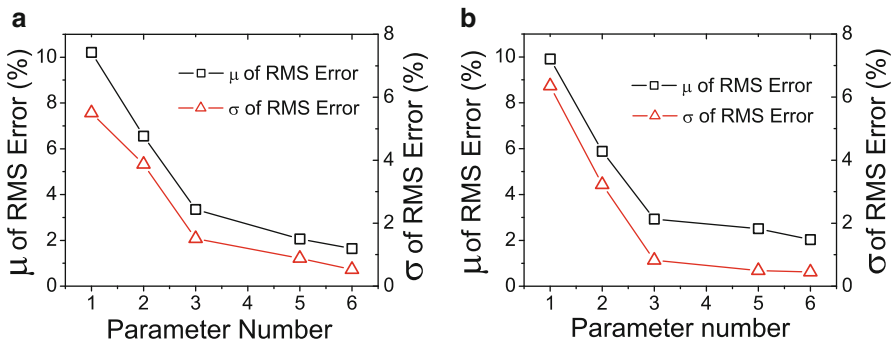 a
μ of RMS Error (%)
10
8
6
4
2
0
μ of RMS Error
σ of RMS Error
8
6
4
2
0
σ of RMS Error (%)
1 2 3 4 5 6
Parameter Number
b
μ of RMS Error (%)
10
8
6
4
2
0
μ of RMS Error
σ of RMS Error
8
6
4
2
0
σ of RMS Error (%)
1 2 3 4 5 6
Parameter number